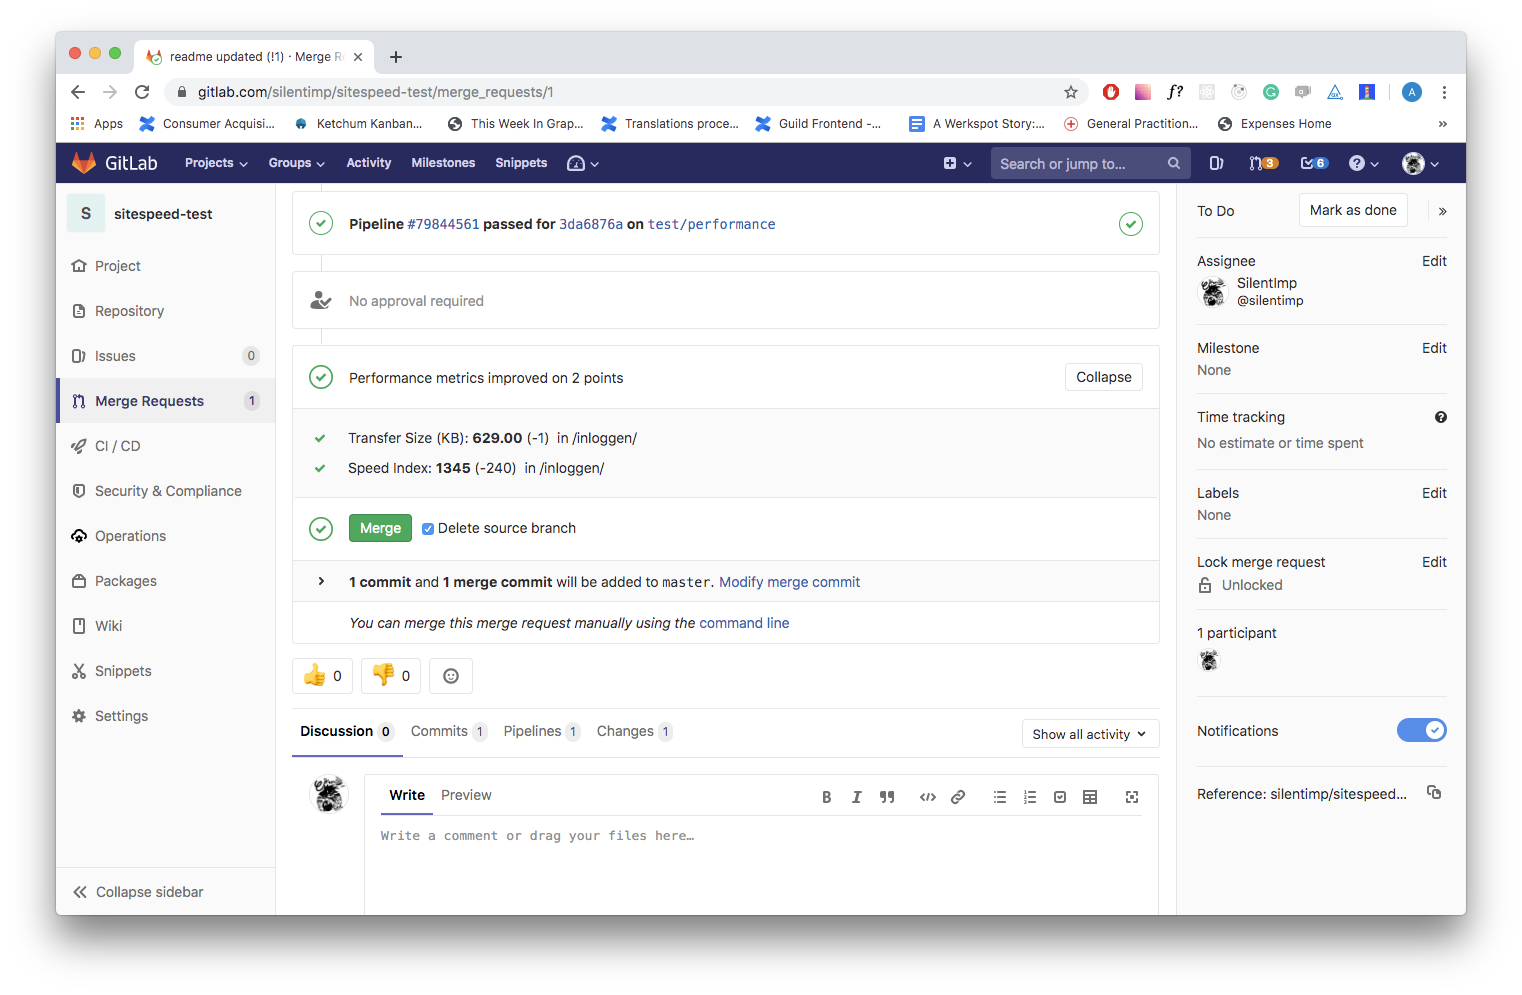 readme updated (!1) · Merge R
gitlab.com/silentimp/sitespeed-test/merge_requests/1
f?
A
Apps
Consumer Acquisi...
Ketchum Kanban...
This Week In Grap...
Translations proce...
Guild Frontend -...
A Werkspot Story:...
General Practition...
Expenses Home
»
GitLab
Projects
Groups
Activity
Milestones
Snippets
Search or jump to...
3
6
S
sitespeed-test
Project
Repository
Issues 0
Merge Requests 1
CI / CD
Security & Compliance
Operations
Packages
Wiki
Snippets
Settings
Collapse sidebar
Pipeline #79844561 passed for 3da6876a on test/performance
No approval required
Performance metrics improved on 2 points
Collapse
Transfer Size (KB): 629.00 (-1) in /inloggen/
Speed Index: 1345 (-240) in /inloggen/
Merge
Delete source branch
1 commit and 1 merge commit will be added to master. Modify merge commit
You can merge this merge request manually using the command line
👍 0
👎 0
Discussion 0
Commits 1
Pipelines 1
Changes 1
Show all activity
Write
Preview
Write a comment or drag your files here…
To Do
Mark as done
»
Assignee
Edit
SilentImp
@silentimp
Milestone
Edit
None
Time tracking
No estimate or time spent
Labels
Edit
None
Lock merge request
Edit
Unlocked
1 participant
Notifications
Reference: silentimp/sitespeed...